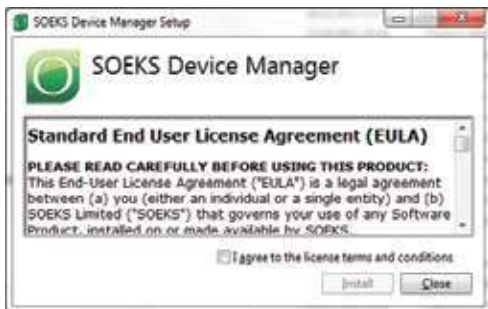 SOEKS Device Manager Setup
SOEKS Device Manager
Standard End User License Agreement (EULA)
PLEASE READ CAREFULLY BEFORE USING THIS PRODUCT:
This End-User License Agreement ("EULA") is a legal agreement
between (a) you (either an individual or a single entity) and (b)
SOEKS Limited ("SOEKS") that governs your use of any Software
Product, installed on or made available by SOEKS.
I agree to the license terms and conditions
Install
Close